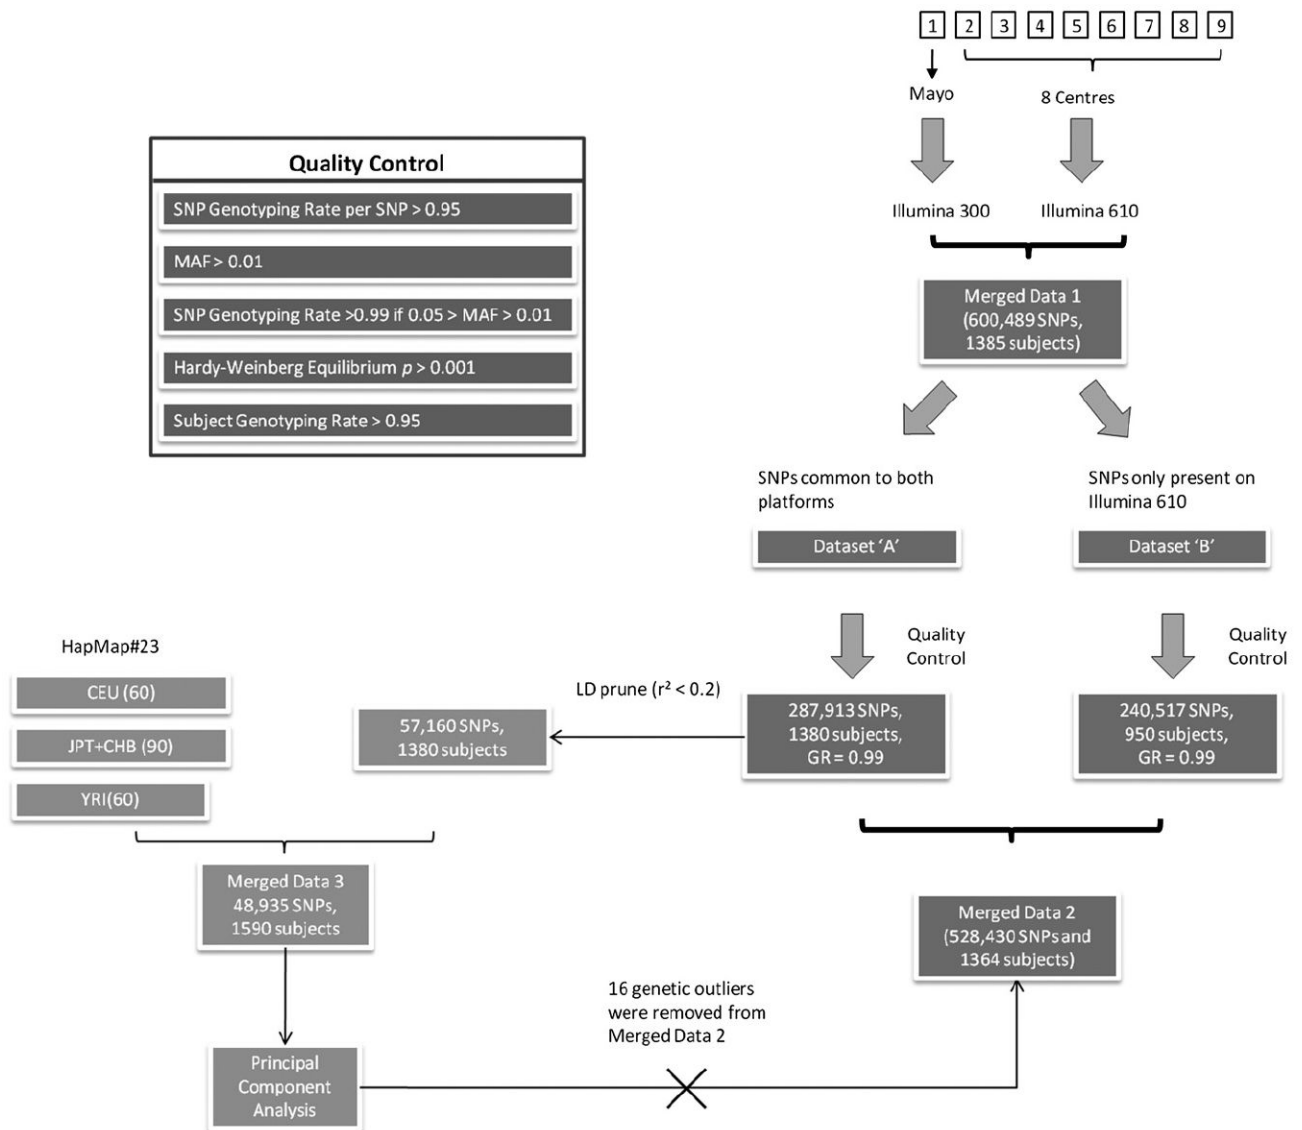 1 2 3 4 5 6 7 8 9
Mayo
8 Centres
Illumina 300
Illumina 610
Quality Control
SNP Genotyping Rate per SNP > 0.95
MAF > 0.01
SNP Genotyping Rate >0.99 if 0.05 > MAF > 0.01
Hardy-Weinberg Equilibrium p > 0.001
Subject Genotyping Rate > 0.95
Merged Data 1
(600,489 SNPs,
1385 subjects)
SNPs common to both
platforms
Dataset ‘A’
SNPs only present on
Illumina 610
Dataset ‘B’
Quality
Control
Quality
Control
287,913 SNPs,
1380 subjects,
GR = 0.99
240,517 SNPs,
950 subjects,
GR = 0.99
LD prune (r² < 0.2)
57,160 SNPs,
1380 subjects
HapMap#23
CEU (60)
JPT+CHB (90)
YRI(60)
Merged Data 3
48,935 SNPs,
1590 subjects
Merged Data 2
(528,430 SNPs and
1364 subjects)
16 genetic outliers
were removed from
Merged Data 2
Principal
Component
Analysis